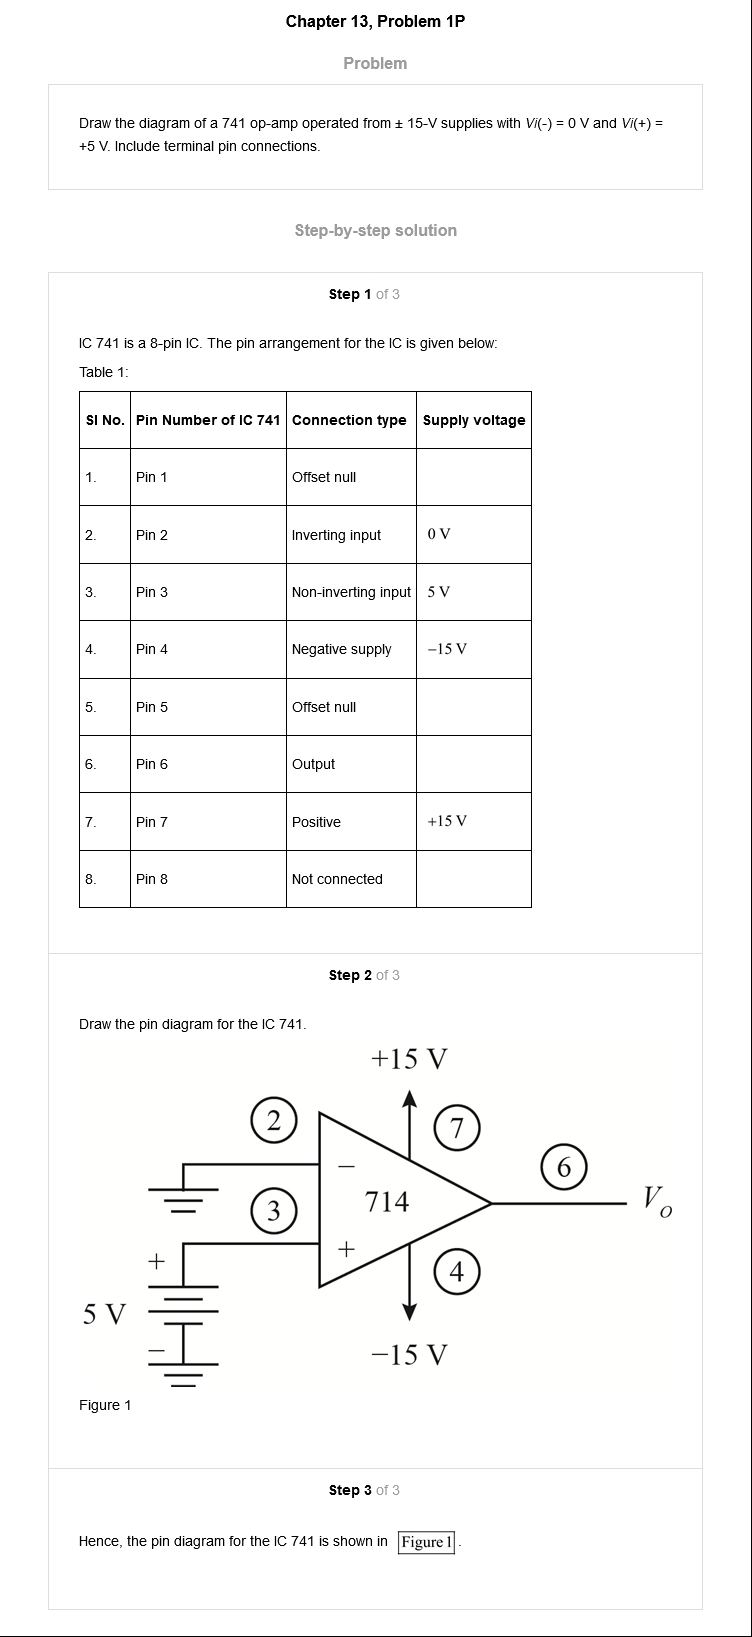 Chapter 13, Problem 1P
Problem
Draw the diagram of a 741 op-amp operated from ± 15-V supplies with Vi(-) = 0 V and Vi(+) =
+5 V. Include terminal pin connections.
Step-by-step solution
Step 1 of 3
IC 741 is a 8-pin IC. The pin arrangement for the IC is given below:
Table 1:
SI No. Pin Number of IC 741 Connection type Supply voltage
1. Pin 1 Offset null
2. Pin 2 Inverting input 0 V
3. Pin 3 Non-inverting input 5 V
4. Pin 4 Negative supply −15 V
5. Pin 5 Offset null
6. Pin 6 Output
7. Pin 7 Positive +15 V
8. Pin 8 Not connected
Step 2 of 3
Draw the pin diagram for the IC 741.
+15 V
2
7
−
6
3
714
Vo
+
+
4
5 V
−
−15 V
Figure 1
Step 3 of 3
Hence, the pin diagram for the IC 741 is shown in Figure 1.